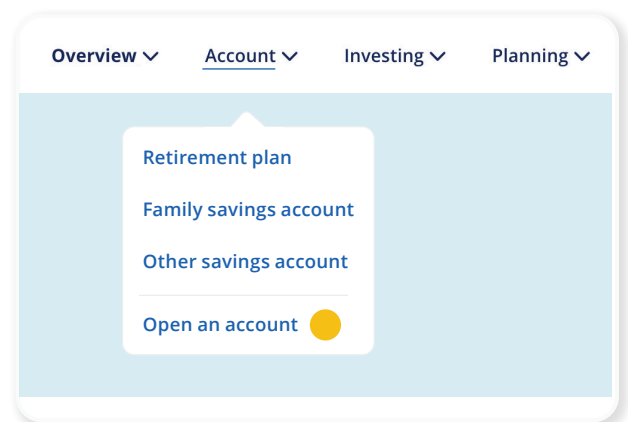 Overview Account Investing Planning
Retirement plan
Family savings account
Other savings account
Open an account